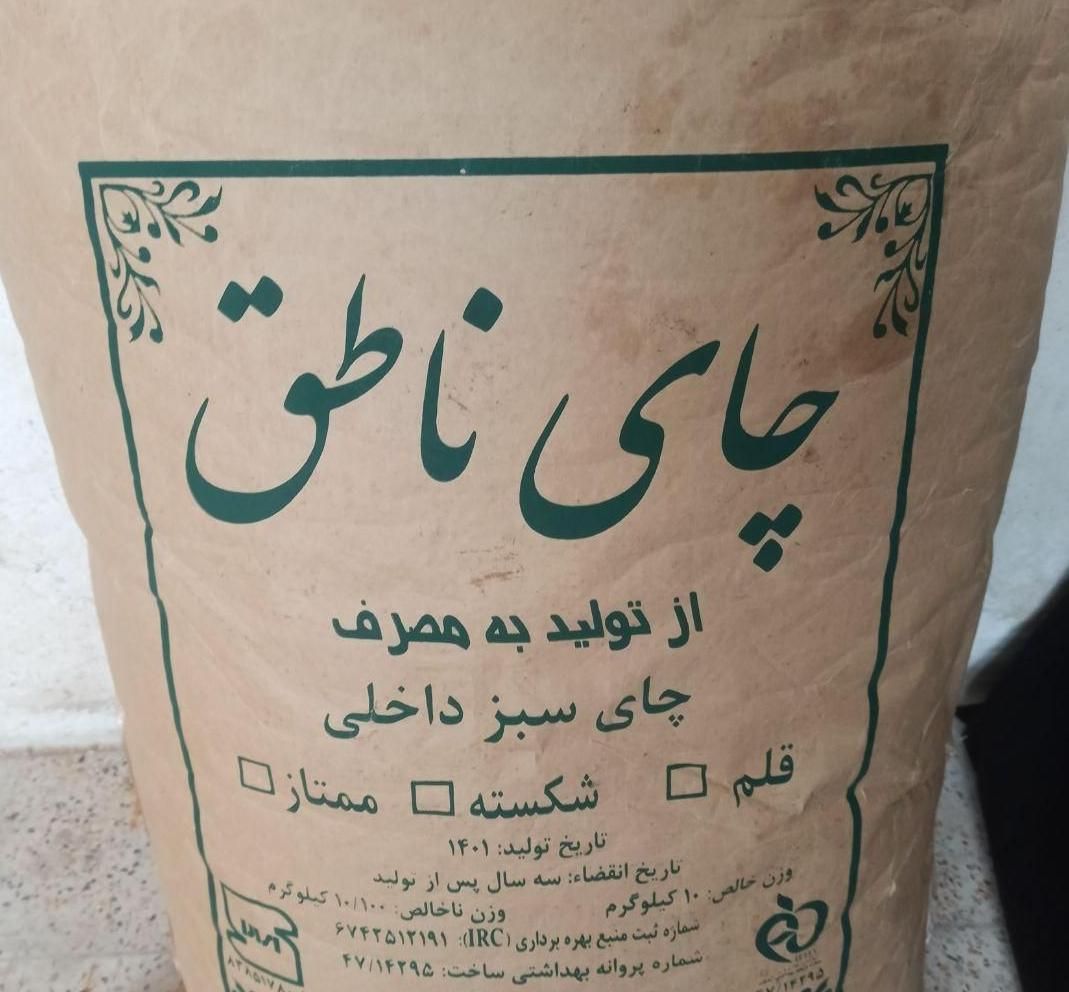 چای ناطق
از تولید به مصرف
چای سبز داخلی
قلم شکسته ممتاز
تاریخ تولید: ۱۴۰۱
تاریخ انقضاء: سه سال پس از تولید
وزن خالص: ۱۰ کیلوگرم وزن ناخالص: ۱۰/۱۰۰ کیلوگرم
شماره ثبت منبع بهره برداری (IRC): ۶۷۴۲۵۱۲۱۹۱
شماره پروانه بهداشتی ساخت: ۴۷/۱۴۲۹۵